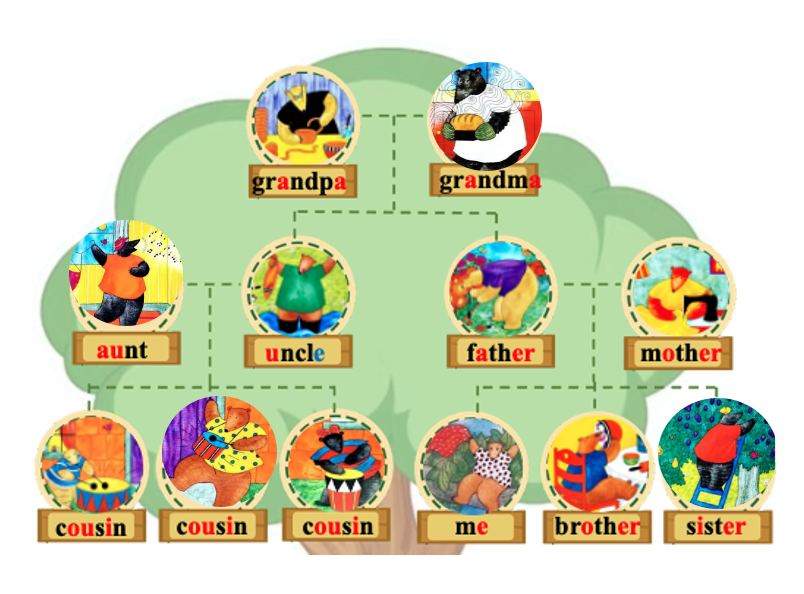 grandpa
grandma
aunt
uncle
father
mother
cousin
cousin
cousin
me
brother
sister